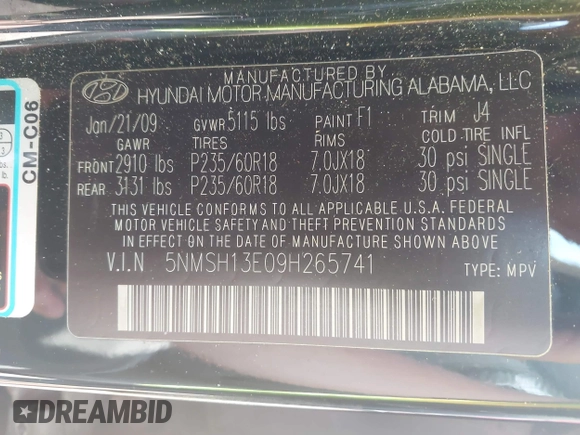 MANUFACTURED BY
HYUNDAI MOTOR MANUFACTURING ALABAMA, LLC
Jan/21/09 GVWR 5115 lbs PAINT F1 TRIM J4
GAWR TIRES RIMS COLD TIRE INFL
FRONT 2910 lbs P235/60R18 7.0JX18 30 psi SINGLE
REAR 3131 lbs P235/60R18 7.0JX18 30 psi SINGLE
THIS VEHICLE CONFORMS TO ALL APPLICABLE U.S.A. FEDERAL
MOTOR VEHICLE SAFETY AND THEFT PREVENTION STANDARDS
IN EFFECT ON THE DATE OF MANUFACTURE SHOWN ABOVE.
V.I.N 5NMSH13E09H265741 TYPE: MPV
CM-C06
DREAMBID